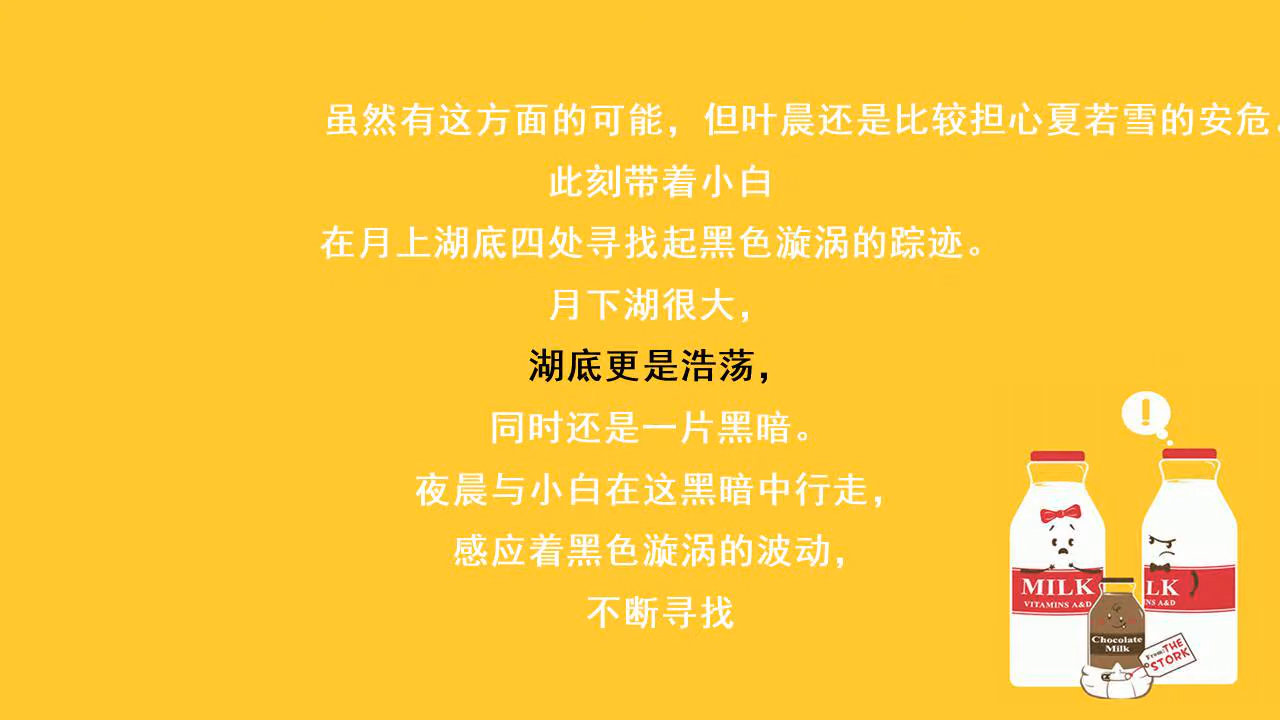 虽然有这方面的可能，但叶晨还是比较担心夏若雪的安危，
此刻带着小白
在月上湖底四处寻找起黑色漩涡的踪迹。
月下湖很大，
湖底更是浩荡，
同时还是一片黑暗。
夜晨与小白在这黑暗中行走，
感应着黑色漩涡的波动，
不断寻找
!
MILK
VITAMINS A&D
LK
NS A&D
Chocolate
Milk
From: THE
STORK